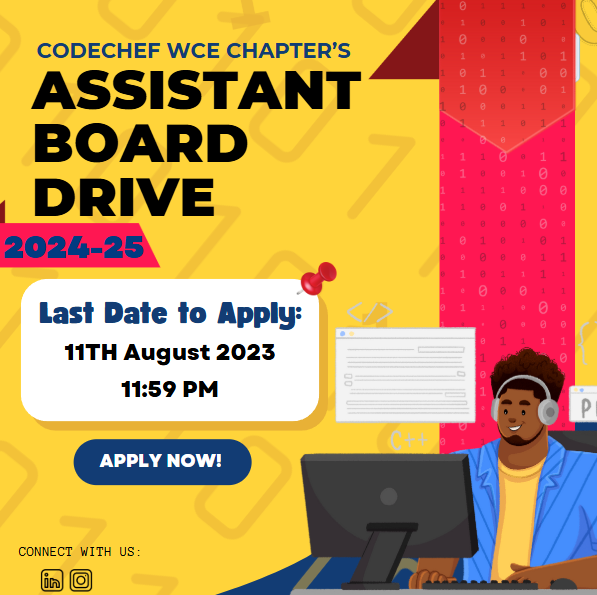 CODECHEF WCE CHAPTER'S
ASSISTANT
BOARD
DRIVE
2024-25
Last Date to Apply:
11TH August 2023
11:59 PM
APPLY NOW!
C++
CONNECT WITH US:
in